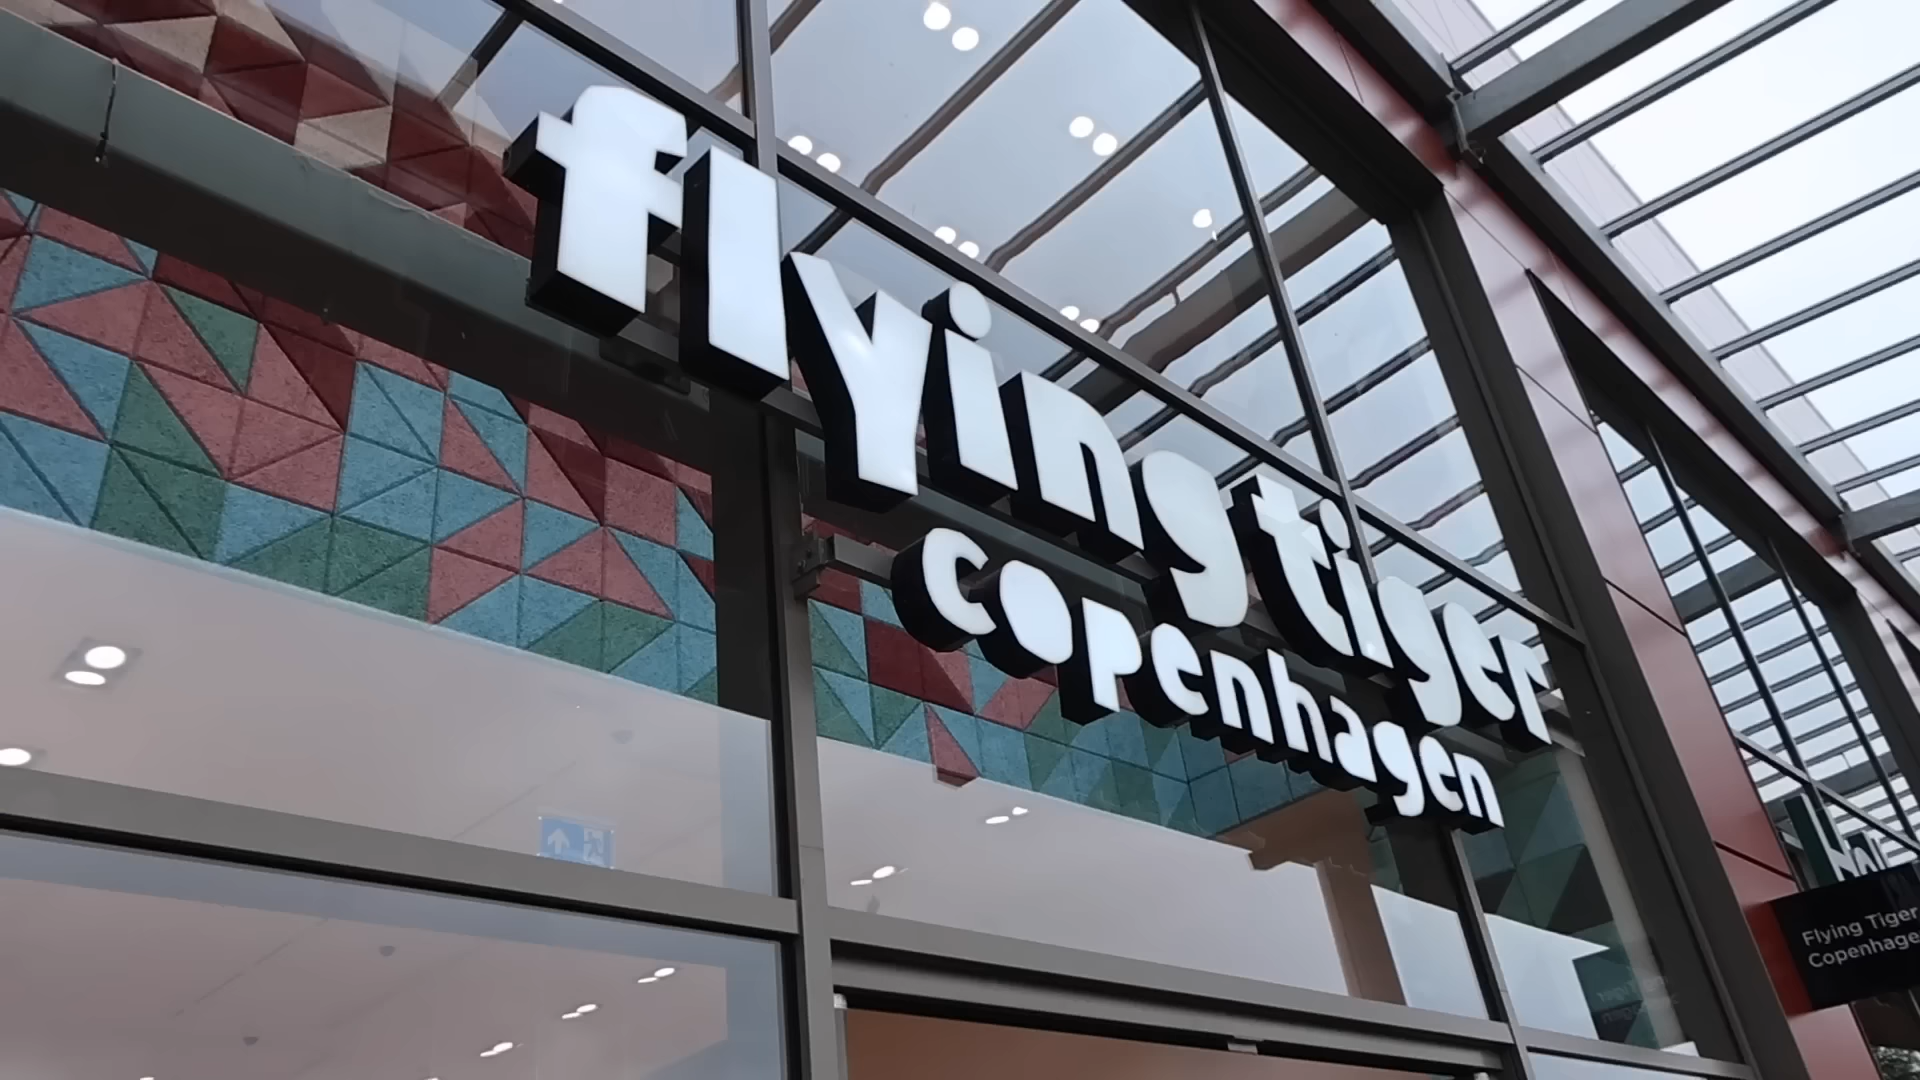 flying tiger
copenhagen
Flying Tiger
Copenhage